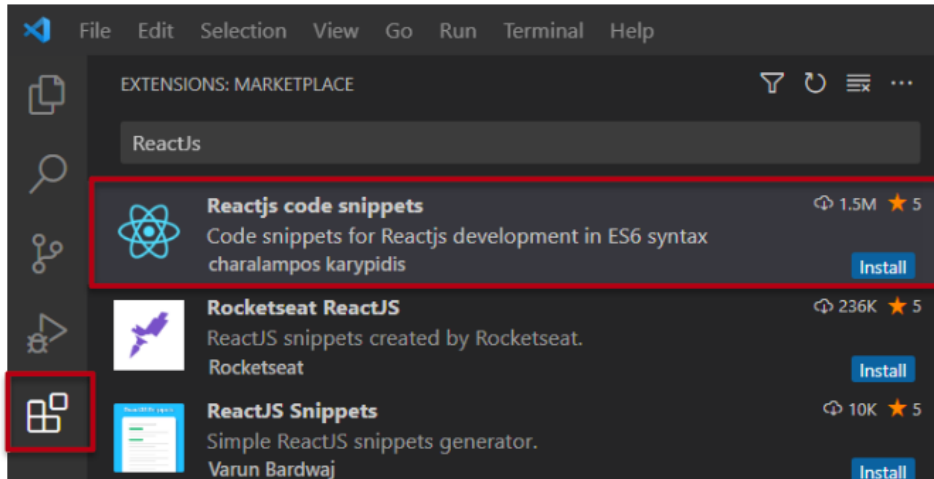 File Edit Selection View Go Run Terminal Help
EXTENSIONS: MARKETPLACE
ReactJs
Reactjs code snippets 1.5M 5
Code snippets for Reactjs development in ES6 syntax
charalampos karypidis Install
Rocketseat ReactJS 236K 5
ReactJS snippets created by Rocketseat.
Rocketseat Install
ReactJS Snippets 10K 5
Simple ReactJS snippets generator.
Varun Bardwaj Install